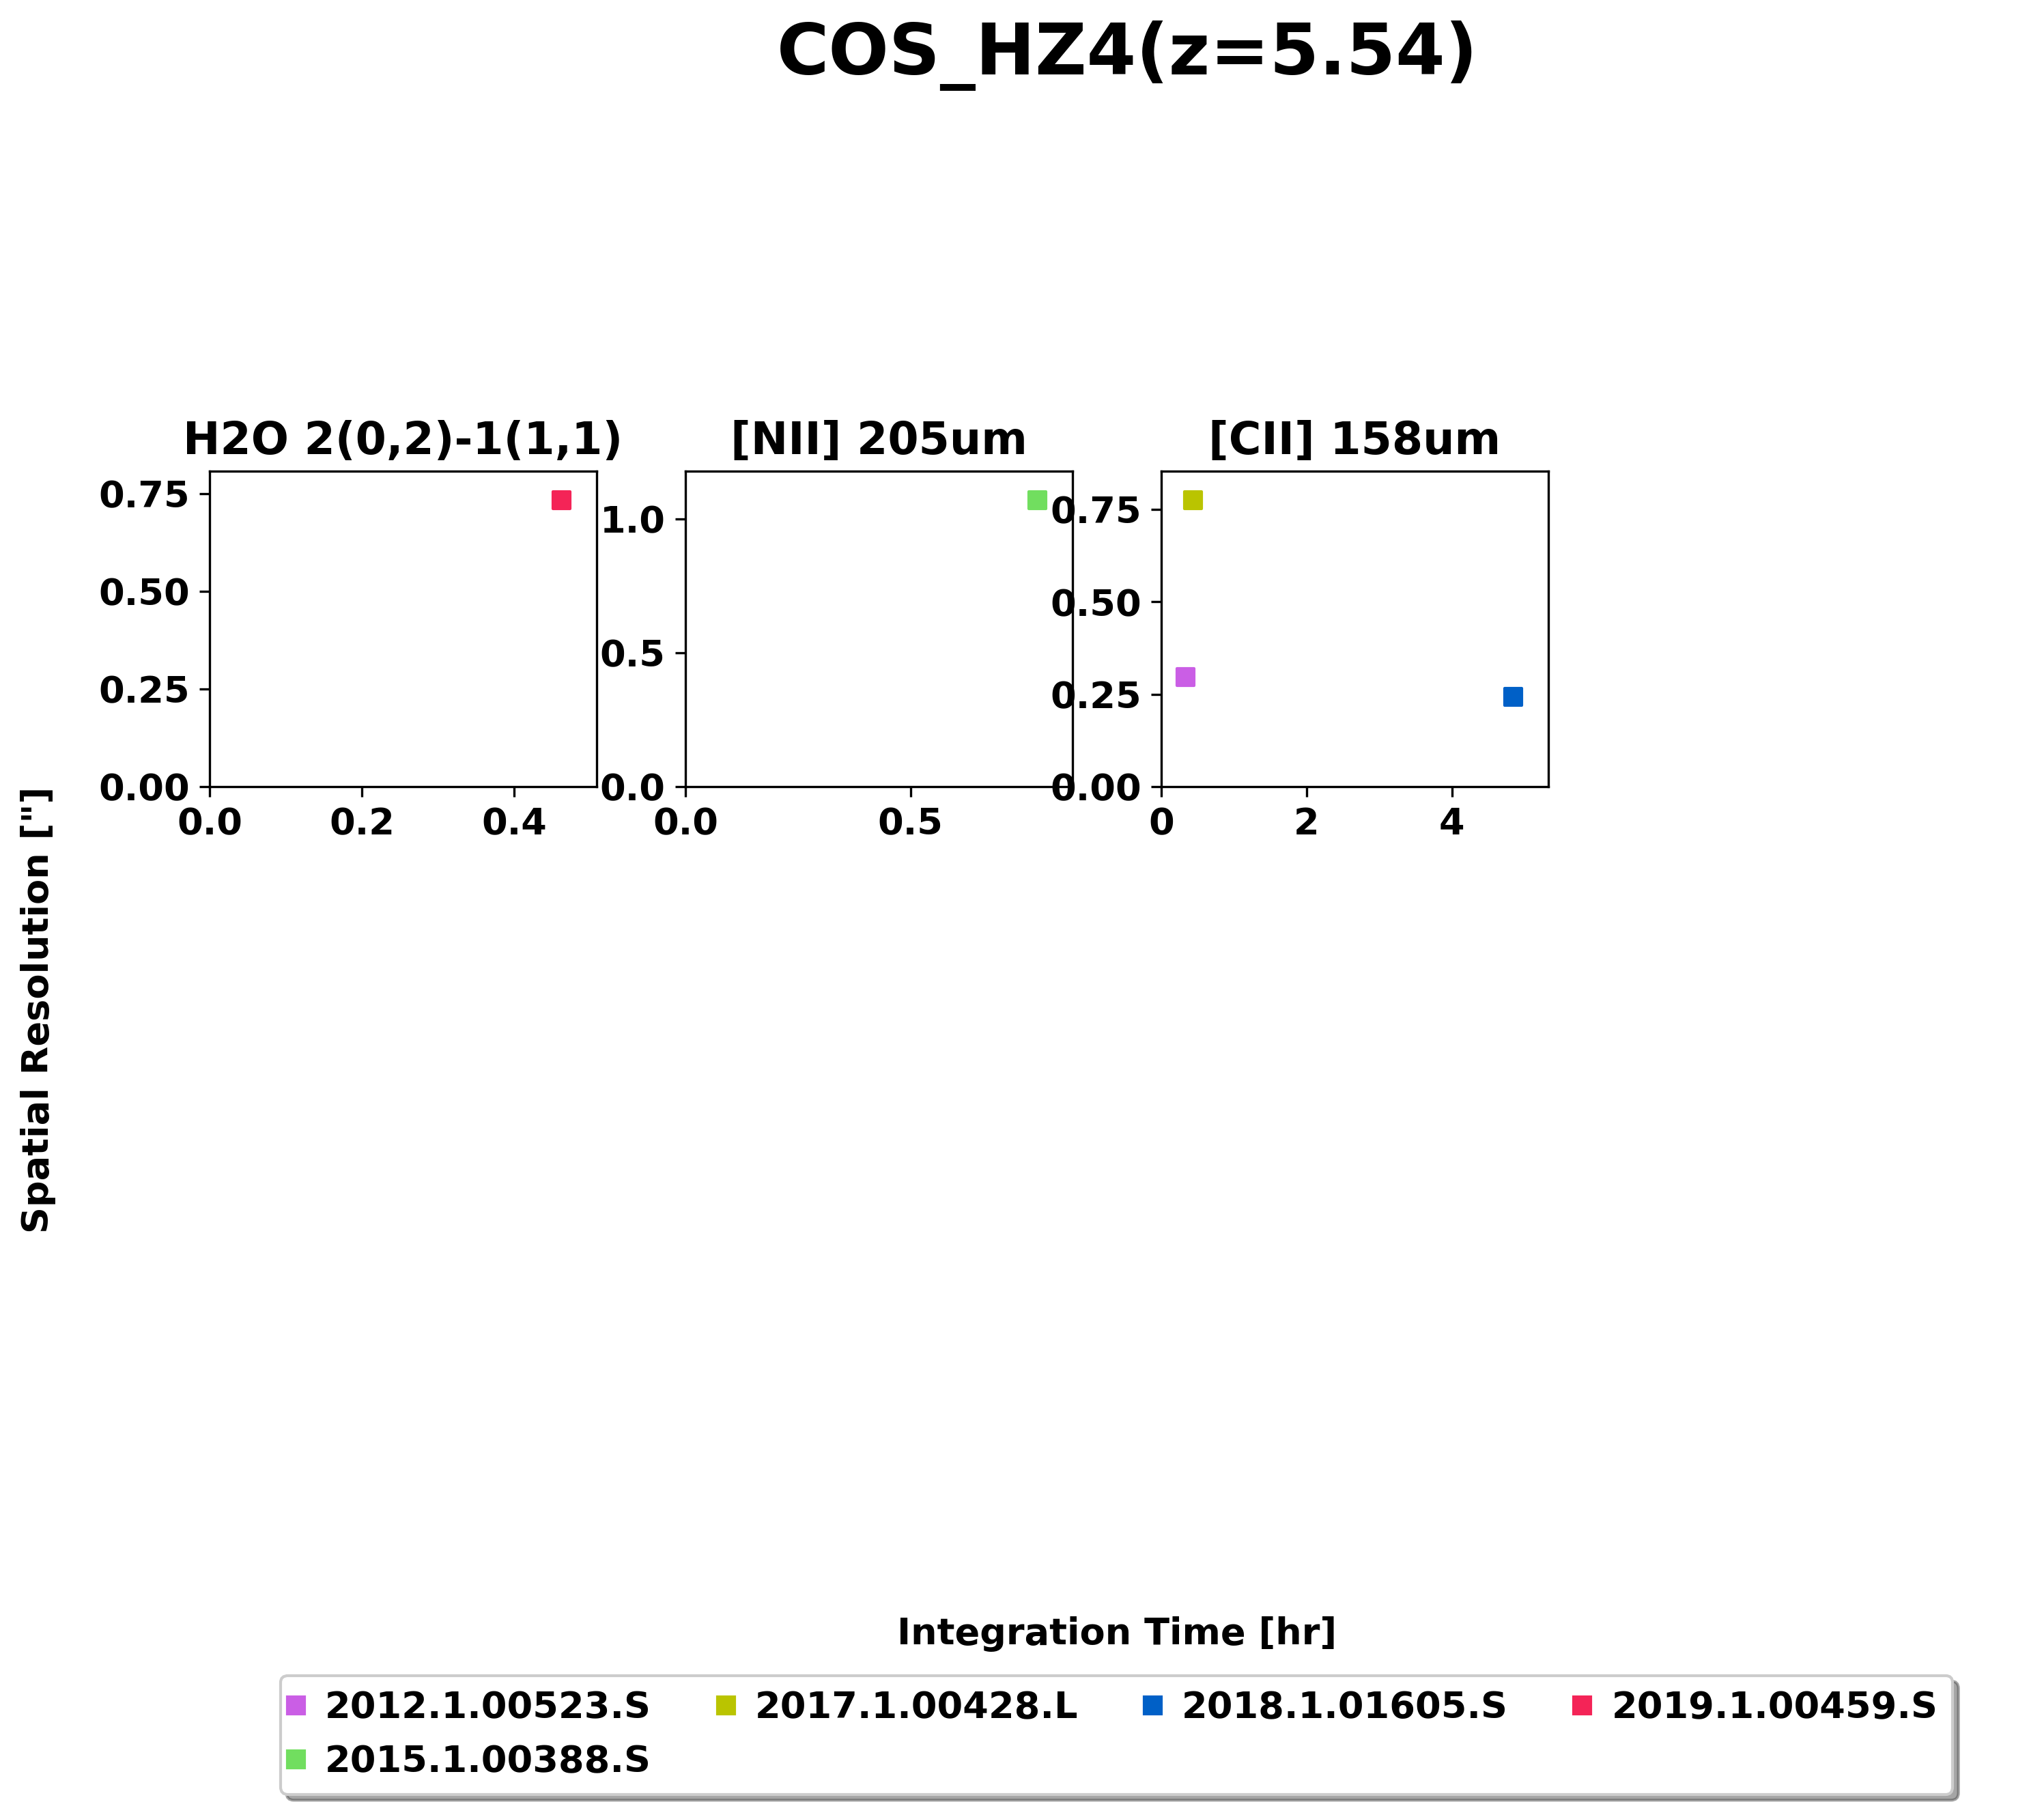 COS_HZ4(z=5.54)
H2O 2(0,2)-1(1,1)
[NII] 205um
[CII] 158um
0.75
0.50
0.25
0.00
0.0 0.2 0.4
1.0
0.5
0.0
0.0 0.5
0.75
0.50
0.25
0.00
0 2 4
Spatial Resolution ["]
Integration Time [hr]
2012.1.00523.S
2017.1.00428.L
2018.1.01605.S
2019.1.00459.S
2015.1.00388.S